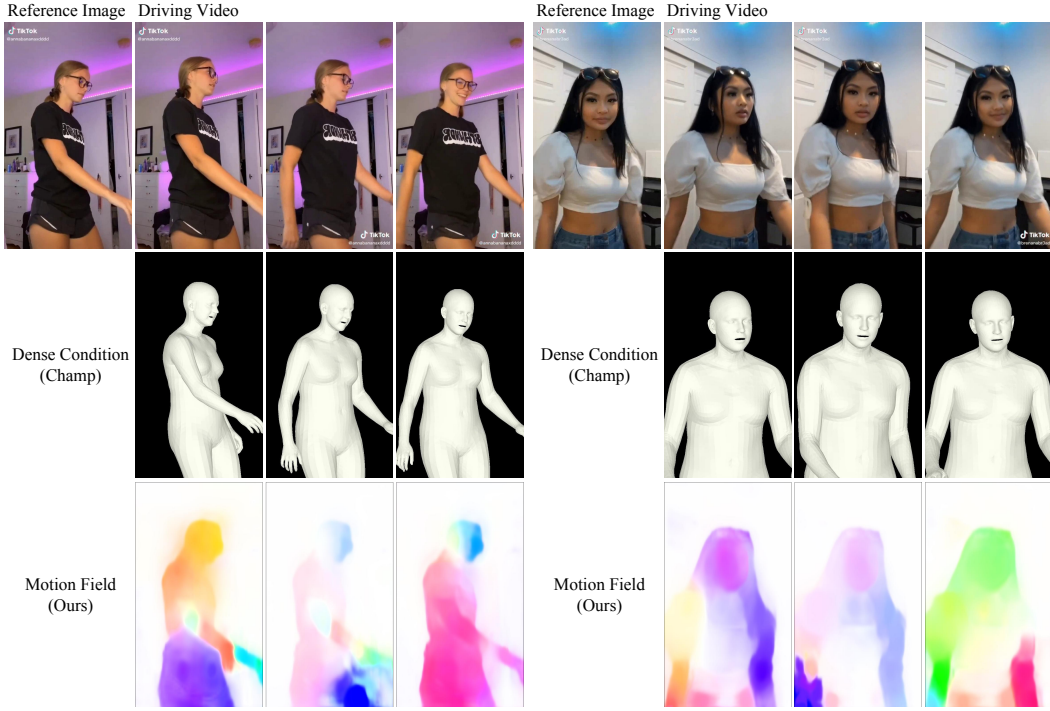 Reference Image Driving Video
Reference Image Driving Video
TikTok
TikTok
TikTok
TikTok
TikTok
TikTok
TikTok
TikTok
TikTok
Dense Condition
(Champ)
Dense Condition
(Champ)
Motion Field
(Ours)
Motion Field
(Ours)